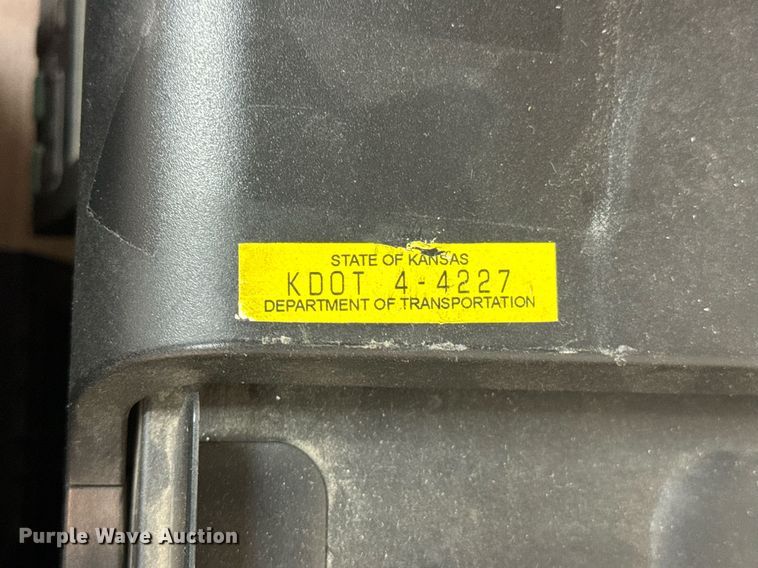 STATE OF KANSAS
KDOT 4-4227
DEPARTMENT OF TRANSPORTATION
Purple Wave Auction